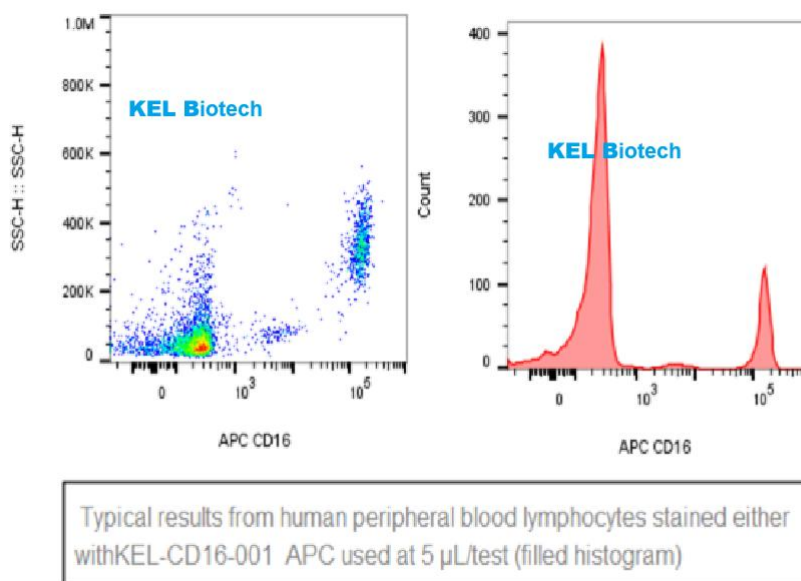 1.0M
800K
600K
400K
200K
0
SSC-H :: SSC-H
KEL Biotech
0 10³ 10⁵
APC CD16
400
300
200
100
0
Count
KEL Biotech
0 10³ 10⁵
APC CD16
Typical results from human peripheral blood lymphocytes stained either
withKEL-CD16-001 APC used at 5 µL/test (filled histogram)